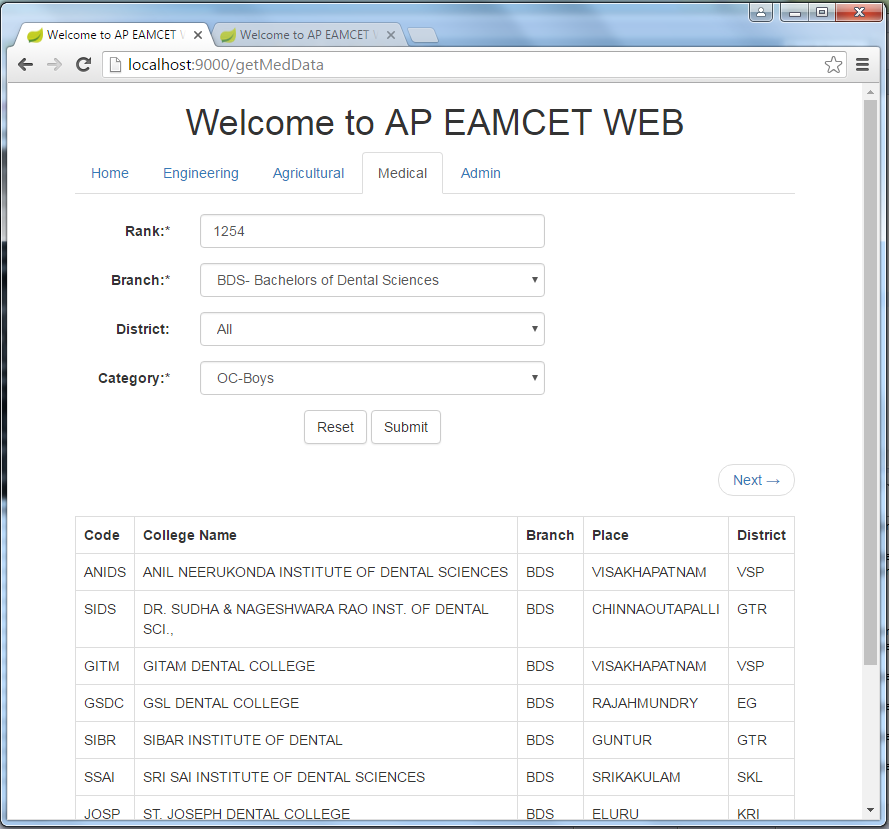 Welcome to AP EAMCET W
Welcome to AP EAMCET W
localhost:9000/getMedData
Welcome to AP EAMCET WEB
Home Engineering Agricultural Medical Admin
Rank:* 1254
Branch:* BDS- Bachelors of Dental Sciences
District: All
Category:* OC-Boys
Reset Submit
Next →
Code College Name Branch Place District
ANIDS ANIL NEERUKONDA INSTITUTE OF DENTAL SCIENCES BDS VISAKHAPATNAM VSP
SIDS DR. SUDHA & NAGESHWARA RAO INST. OF DENTAL BDS CHINNAOUTAPALLI GTR
SCI.,
GITM GITAM DENTAL COLLEGE BDS VISAKHAPATNAM VSP
GSDC GSL DENTAL COLLEGE BDS RAJAHMUNDRY EG
SIBR SIBAR INSTITUTE OF DENTAL BDS GUNTUR GTR
SSAI SRI SAI INSTITUTE OF DENTAL SCIENCES BDS SRIKAKULAM SKL
JOSP ST. JOSEPH DENTAL COLLEGE BDS ELURU KRI